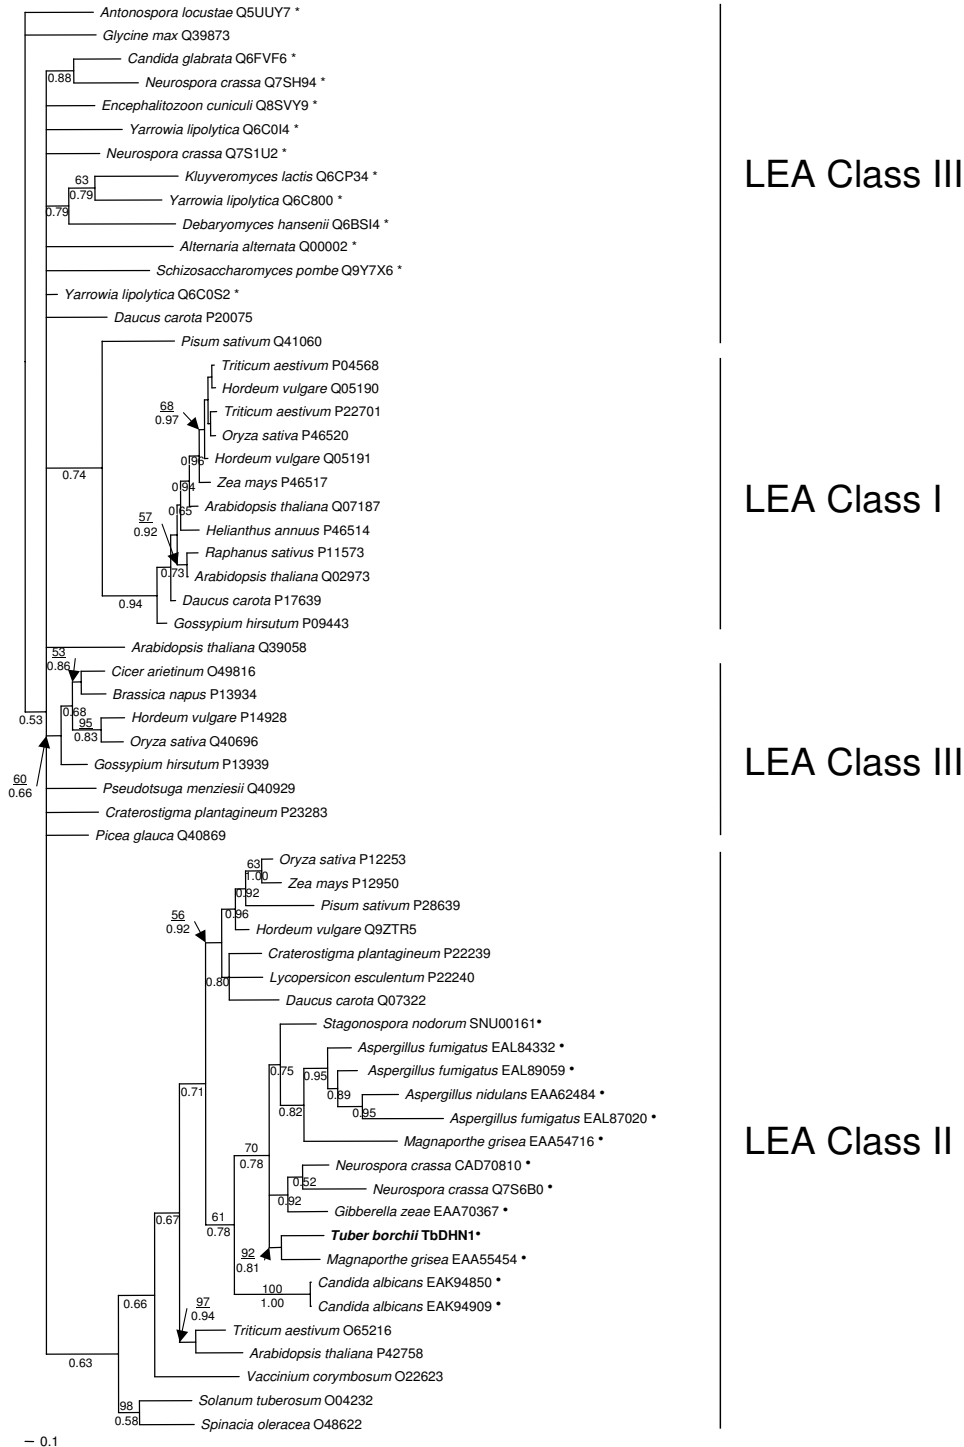 Antonospora locustae Q5UUY7 *
Glycine max Q39873
Candida glabrata Q6FVF6 *
0.88
Neurospora crassa Q7SH94 *
Encephalitozoon cuniculi Q8SVY9 *
Yarrowia lipolytica Q6C0I4 *
Neurospora crassa Q7S1U2 *
Kluyveromyces lactis Q6CP34 *
63
0.79
LEA Class III
Yarrowia lipolytica Q6C800 *
0.79
Debaryomyces hansenii Q6BSI4 *
Alternaria alternata Q00002 *
Schizosaccharomyces pombe Q9Y7X6 *
Yarrowia lipolytica Q6C0S2 *
Daucus carota P20075
Pisum sativum Q41060
Triticum aestivum P04568
Hordeum vulgare Q05190
68
0.97
Triticum aestivum P22701
Oryza sativa P46520
Hordeum vulgare Q05191
0.96
0.74
Zea mays P46517
0.94
LEA Class I
Arabidopsis thaliana Q07187
0.65
57
0.92
Helianthus annuus P46514
Raphanus sativus P11573
0.73
Arabidopsis thaliana Q02973
Daucus carota P17639
0.94
Gossypium hirsutum P09443
Arabidopsis thaliana Q39058
53
0.86
Cicer arietinum O49816
Brassica napus P13934
0.68
0.53
Hordeum vulgare P14928
95
0.83
Oryza sativa Q40696
Gossypium hirsutum P13939
LEA Class III
60
0.66
Pseudotsuga menziesii Q40929
Craterostigma plantagineum P23283
Picea glauca Q40869
Oryza sativa P12253
63
1.00
Zea mays P12950
0.92
Pisum sativum P28639
0.96
56
0.92
Hordeum vulgare Q9ZTR5
Craterostigma plantagineum P22239
Lycopersicon esculentum P22240
0.80
Daucus carota Q07322
Stagonospora nodorum SNU00161•
Aspergillus fumigatus EAL84332 •
0.75
0.95
Aspergillus fumigatus EAL89059 •
0.71
0.89
Aspergillus nidulans EAA62484 •
0.82
0.95
Aspergillus fumigatus EAL87020 •
Magnaporthe grisea EAA54716 •
LEA Class II
70
0.78
Neurospora crassa CAD70810 •
0.52
Neurospora crassa Q7S6B0 •
0.92
Gibberella zeae EAA70367 •
0.67
61
0.78
Tuber borchii TbDHN1•
92
0.81
Magnaporthe grisea EAA55454 •
Candida albicans EAK94850 •
100
1.00
Candida albicans EAK94909 •
0.66
97
0.94
Triticum aestivum O65216
Arabidopsis thaliana P42758
0.63
Vaccinium corymbosum O22623
Solanum tuberosum O04232
98
0.58
Spinacia oleracea O48622
0.1